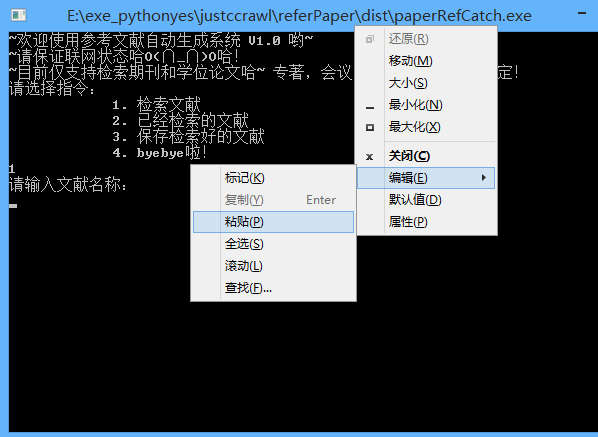 E:\exe_pythonyes\justccrawl\referPaper\dist\paperRefCatch.exe
~欢迎使用参考文献自动生成系统 V1.0 哟~
~请保证联网状态哈O(∩_∩)O哈!
~目前仅支持检索期刊和学位论文哈~ 专著，会议
定!
请选择指令：
1. 检索文献
2. 已经检索的文献
3. 保存检索好的文献
4. byebye啦!
1
请输入文献名称：
还原(R)
移动(M)
大小(S)
最小化(N)
最大化(X)
关闭(C)
编辑(E)
默认值(D)
属性(P)
标记(K)
复制(Y) Enter
粘贴(P)
全选(S)
滚动(L)
查找(F)...